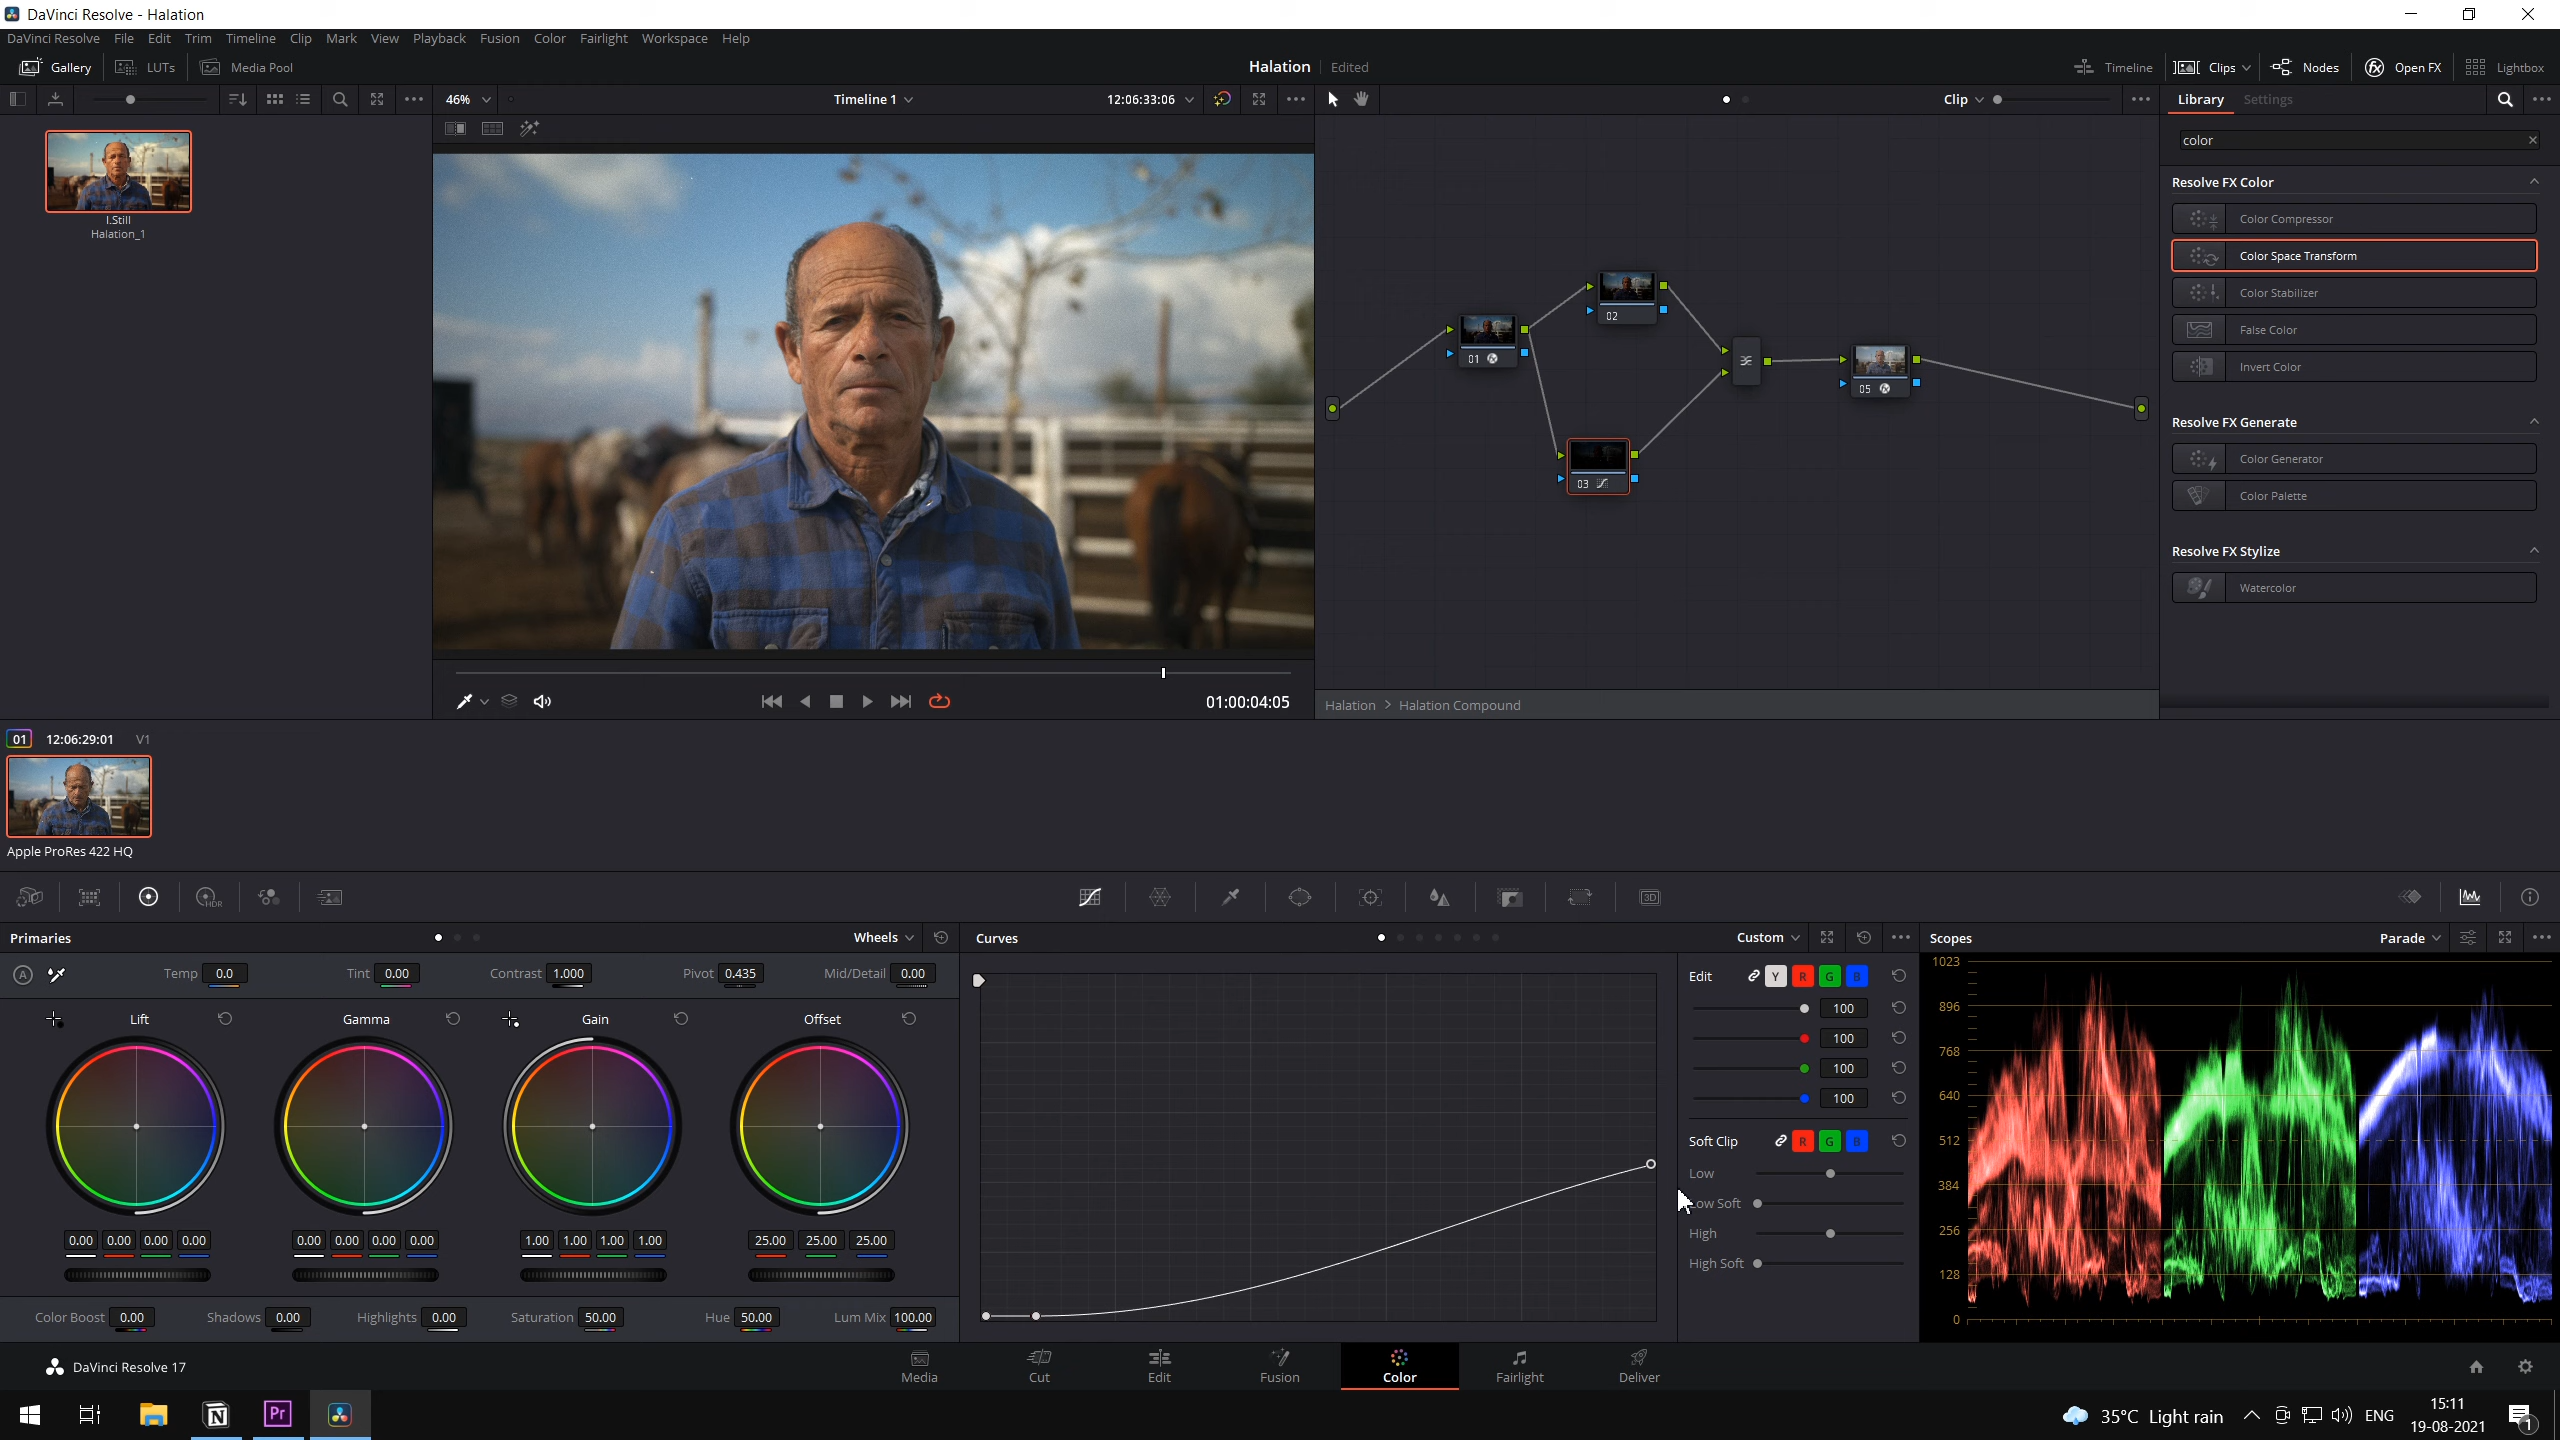 DaVinci Resolve - Halation
DaVinci Resolve File Edit Trim Timeline Clip Mark View Playback Fusion Color Fairlight Workspace Help
Gallery LUTs Media Pool Halation Edited Timeline Clips Nodes Open FX Lightbox
46% Timeline 1 12:06:33:06 Clip Library Settings
color
I.Still
Halation_1
Resolve FX Color
Color Compressor
Color Space Transform
Color Stabilizer
False Color
Invert Color
Resolve FX Generate
Color Generator
Color Palette
Resolve FX Stylize
Watercolor
02
01
05
03
01:00:04:05
Halation > Halation Compound
01 12:06:29:01 V1
Apple ProRes 422 HQ
HDR
3D
Primaries Wheels Curves Custom Scopes Parade
A Temp 0.0 Tint 0.00 Contrast 1.000 Pivot 0.435 Mid/Detail 0.00
Lift Gamma Gain Offset
0.00 0.00 0.00 0.00
0.00 0.00 0.00 0.00
1.00 1.00 1.00 1.00
25.00 25.00 25.00
Color Boost 0.00 Shadows 0.00 Highlights 0.00 Saturation 50.00 Hue 50.00 Lum Mix 100.00
Edit Y R G B
100
100
100
100
Soft Clip R G B
Low
Low Soft
High
High Soft
1023
896
768
640
512
384
256
128
0
DaVinci Resolve 17 Media Cut Edit Fusion Color Fairlight Deliver
N Pr 35°C Light rain ENG 15:11
19-08-2021
1